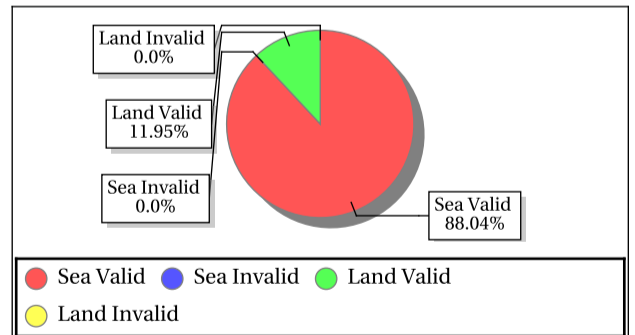 Land Invalid
0.0%
Land Valid
11.95%
Sea Invalid
0.0%
Sea Valid
88.04%
Sea Valid Sea Invalid Land Valid
Land Invalid